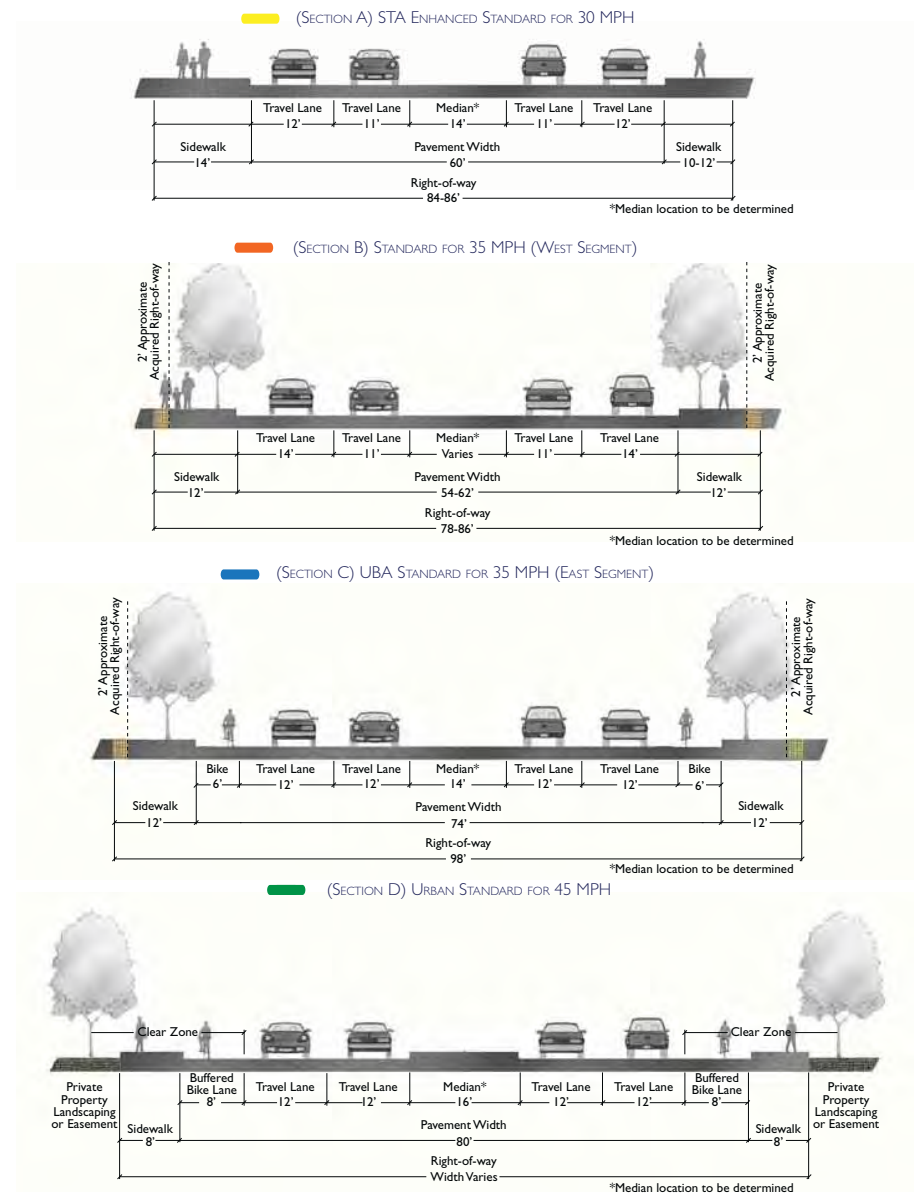 (Section A) STA Enhanced Standard for 30 MPH
Travel Lane Travel Lane Median* Travel Lane Travel Lane
12’ 11’ 14’ 11’ 12’
Sidewalk Pavement Width Sidewalk
14’ 60’ 10-12’
Right-of-way
84-86’
*Median location to be determined
(Section B) Standard for 35 MPH (West Segment)
2’ Approximate
Acquired Right-of-way
2’ Approximate
Acquired Right-of-way
Travel Lane Travel Lane Median* Travel Lane Travel Lane
14’ 11’ Varies 11’ 14’
Sidewalk Pavement Width Sidewalk
12’ 54-62’ 12’
Right-of-way
78-86’
*Median location to be determined
(Section C) UBA Standard for 35 MPH (East Segment)
2’ Approximate
Acquired Right-of-way
2’ Approximate
Acquired Right-of-way
Bike Travel Lane Travel Lane Median* Travel Lane Travel Lane Bike
6’ 12’ 12’ 14’ 12’ 12’ 6’
Sidewalk Pavement Width Sidewalk
12’ 74’ 12’
Right-of-way
98’
*Median location to be determined
(Section D) Urban Standard for 45 MPH
Clear Zone Clear Zone
Private
Property
Landscaping
or Easement
Buffered
Bike Lane
8’
Travel Lane Travel Lane Median* Travel Lane Travel Lane
12’ 12’ 16’ 12’ 12’
Buffered
Bike Lane
8’
Private
Property
Landscaping
or Easement
Sidewalk Pavement Width Sidewalk
8’ 80’ 8’
Right-of-way
Width Varies
*Median location to be determined